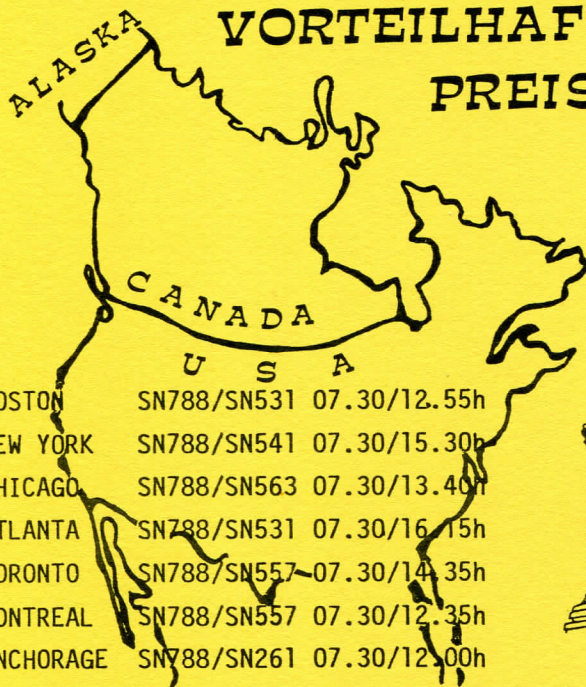 VORTEILHAF
PREIS
ALASKA
CANADA
USA
OSTON SN788/SN531 07.30/12.55h
EW YORK SN788/SN541 07.30/15.30h
HICAGO SN788/SN563 07.30/13.40h
TLANTA SN788/SN531 07.30/16.15h
ORONTO SN788/SN557 07.30/14.35h
ONTREAL SN788/SN557 07.30/12.35h
NCHORAGE SN788/SN261 07.30/12.00h